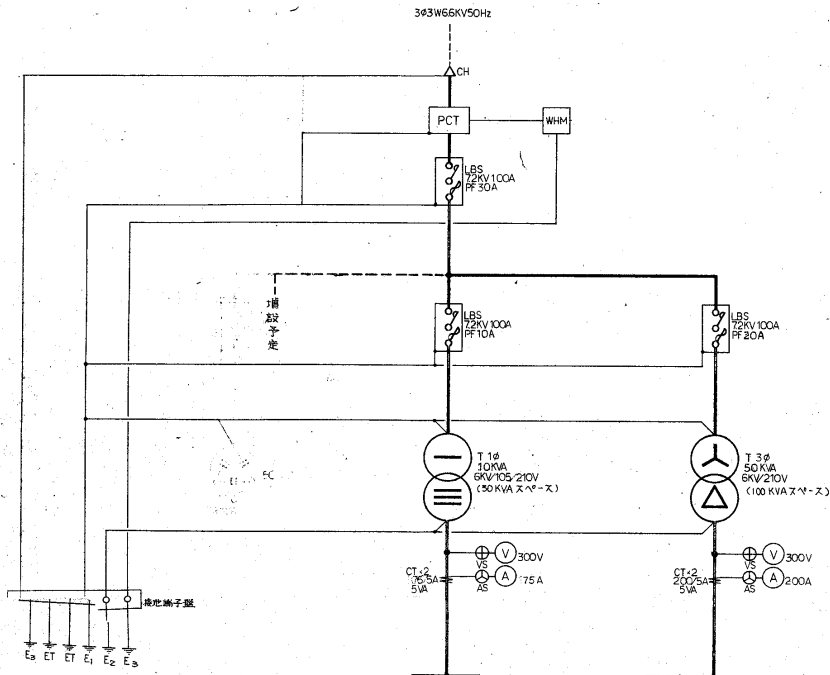 3φ3W6.6KV50Hz
CH
PCT
WHM
LBS
7.2KV100A
PF30A
増設予定
LBS
7.2KV100A
PF10A
LBS
7.2KV100A
PF20A
T1φ
10KVA
6KV/105/210V
(30KVAスペース)
T3φ
50KVA
6KV/210V
(100KVAスペース)
V
300V
VS
CT×2
75/5A
5VA
A
75A
AS
V
300V
VS
CT×2
200/5A
5VA
A
200A
AS
接地端子盤
E3
ET
ET
E1
E2
E3